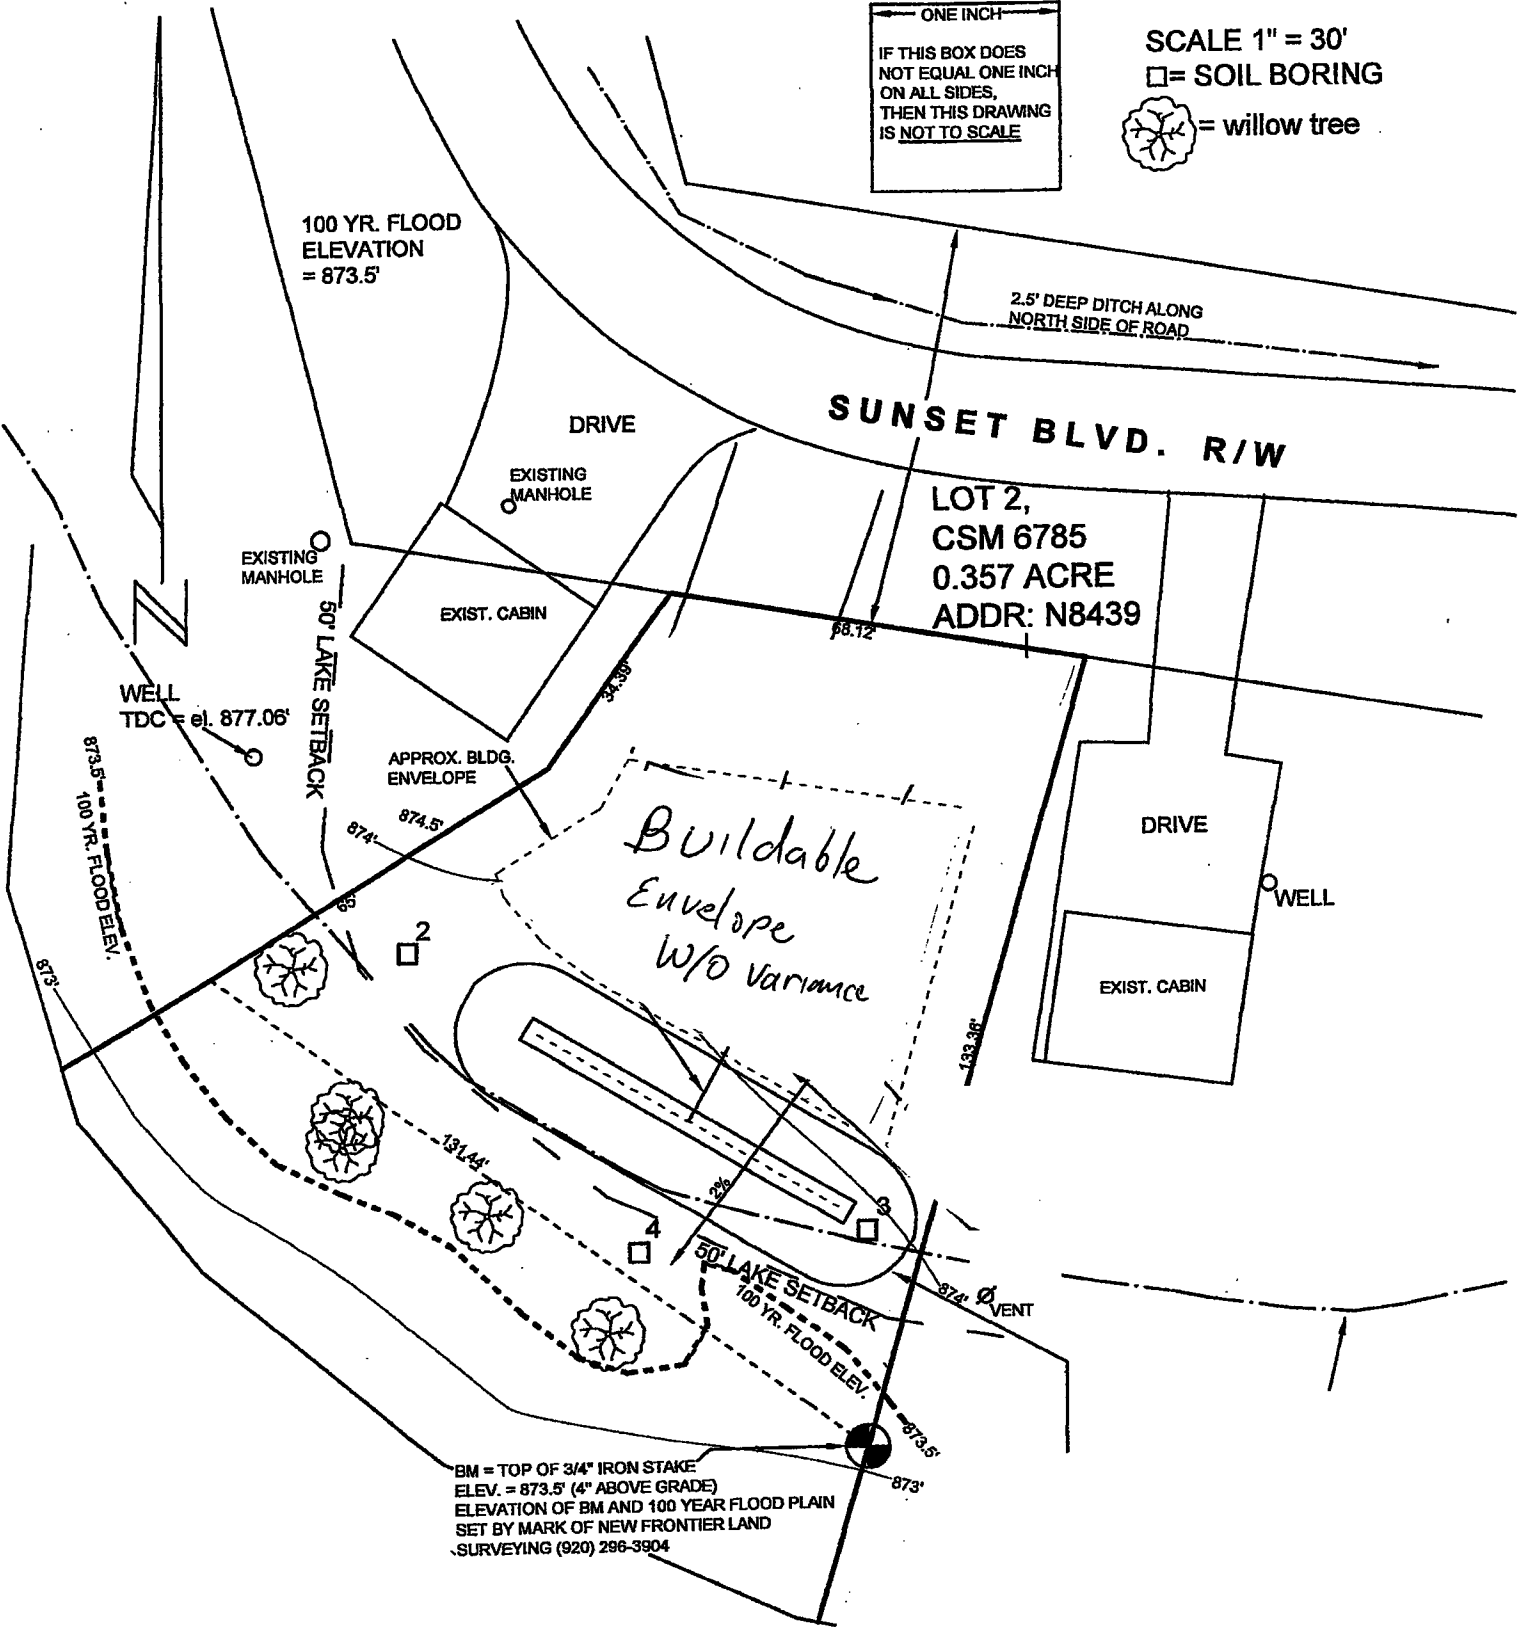 ONE INCH
IF THIS BOX DOES
NOT EQUAL ONE INCH
ON ALL SIDES,
THEN THIS DRAWING
IS NOT TO SCALE
SCALE 1" = 30'
□= SOIL BORING
= willow tree
100 YR. FLOOD
ELEVATION
= 873.5'
2.5' DEEP DITCH ALONG
NORTH SIDE OF ROAD
SUNSET BLVD. R/W
DRIVE
EXISTING
MANHOLE
EXISTING
MANHOLE
LOT 2,
CSM 6785
0.357 ACRE
ADDR: N8439
EXIST. CABIN
68.12'
34.39'
50' LAKE SETBACK
WELL
TDC = el. 877.06'
APPROX. BLDG.
ENVELOPE
873.5'
100 YR. FLOOD ELEV.
874.5'
874'
Buildable
Envelope
W/O Variance
DRIVE
WELL
EXIST. CABIN
65'
2
873'
133.36'
131.44'
2%
3
4
50' LAKE SETBACK
100 YR. FLOOD ELEV.
874'
VENT
873.5'
873'
BM = TOP OF 3/4" IRON STAKE
ELEV. = 873.5' (4" ABOVE GRADE)
ELEVATION OF BM AND 100 YEAR FLOOD PLAIN
SET BY MARK OF NEW FRONTIER LAND
SURVEYING (920) 296-3904